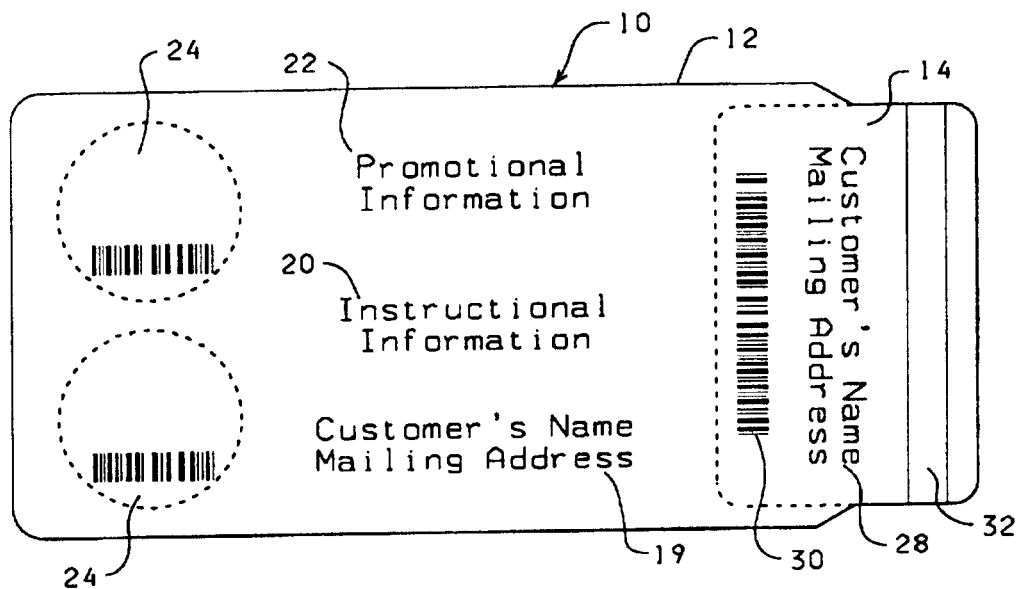 10
12
24
22
14
Promotional
Information
Customer's Name
Mailing Address
20
Instructional
Information
Customer's Name
Mailing Address
32
28
30
19
24